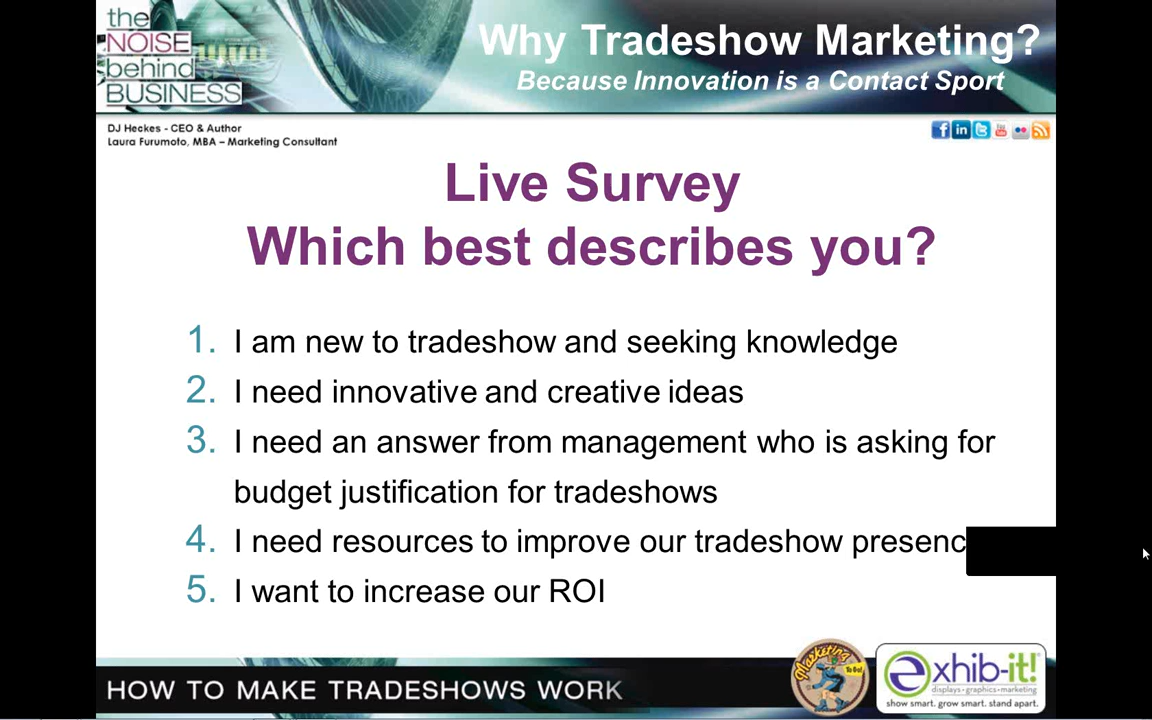 the
NOISE
behind
BUSINESS
Why Tradeshow Marketing?
Because Innovation is a Contact Sport
DJ Heckes - CEO & Author
Laura Furumoto, MBA – Marketing Consultant
Live Survey
Which best describes you?
1. I am new to tradeshow and seeking knowledge
2. I need innovative and creative ideas
3. I need an answer from management who is asking for
budget justification for tradeshows
4. I need resources to improve our tradeshow presenc
5. I want to increase our ROI
HOW TO MAKE TRADESHOWS WORK
Marketing
To Go!
exhib-it!
displays•graphics•marketing
show smart. grow smart. stand apart.